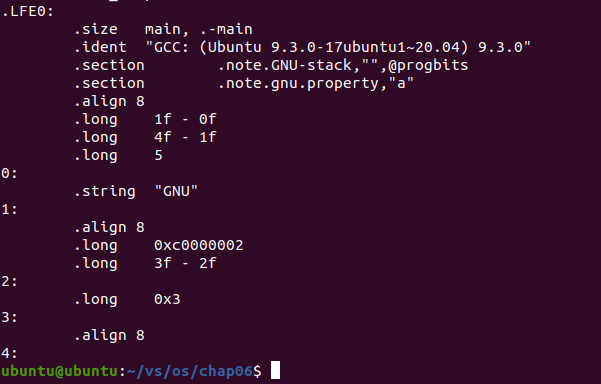 .LFE0:
.size main, .-main
.ident "GCC: (Ubuntu 9.3.0-17ubuntu1~20.04) 9.3.0"
.section .note.GNU-stack,"",@progbits
.section .note.gnu.property,"a"
.align 8
.long 1f - 0f
.long 4f - 1f
.long 5
0:
.string "GNU"
1:
.align 8
.long 0xc0000002
.long 3f - 2f
2:
.long 0x3
3:
.align 8
4:
ubuntu@ubuntu:~/vs/os/chap06$